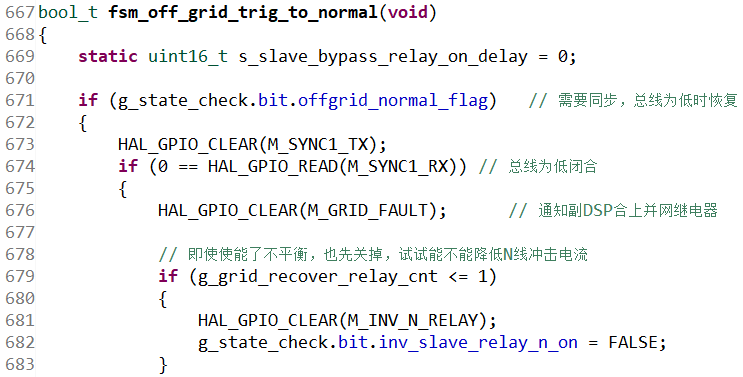 667 bool_t fsm_off_grid_trig_to_normal(void)
668 {
669     static uint16_t s_slave_bypass_relay_on_delay = 0;
670
671     if (g_state_check.bit.offgrid_normal_flag)   // 需要同步，总线为低时恢复
672     {
673         HAL_GPIO_CLEAR(M_SYNC1_TX);
674         if (0 == HAL_GPIO_READ(M_SYNC1_RX)) // 总线为低闭合
675         {
676             HAL_GPIO_CLEAR(M_GRID_FAULT);      // 通知副DSP合上并网继电器
677
678             // 即使使能了不平衡，也先关掉，试试能不能降低N线冲击电流
679             if (g_grid_recover_relay_cnt <= 1)
680             {
681                 HAL_GPIO_CLEAR(M_INV_N_RELAY);
682                 g_state_check.bit.inv_slave_relay_n_on = FALSE;
683             }